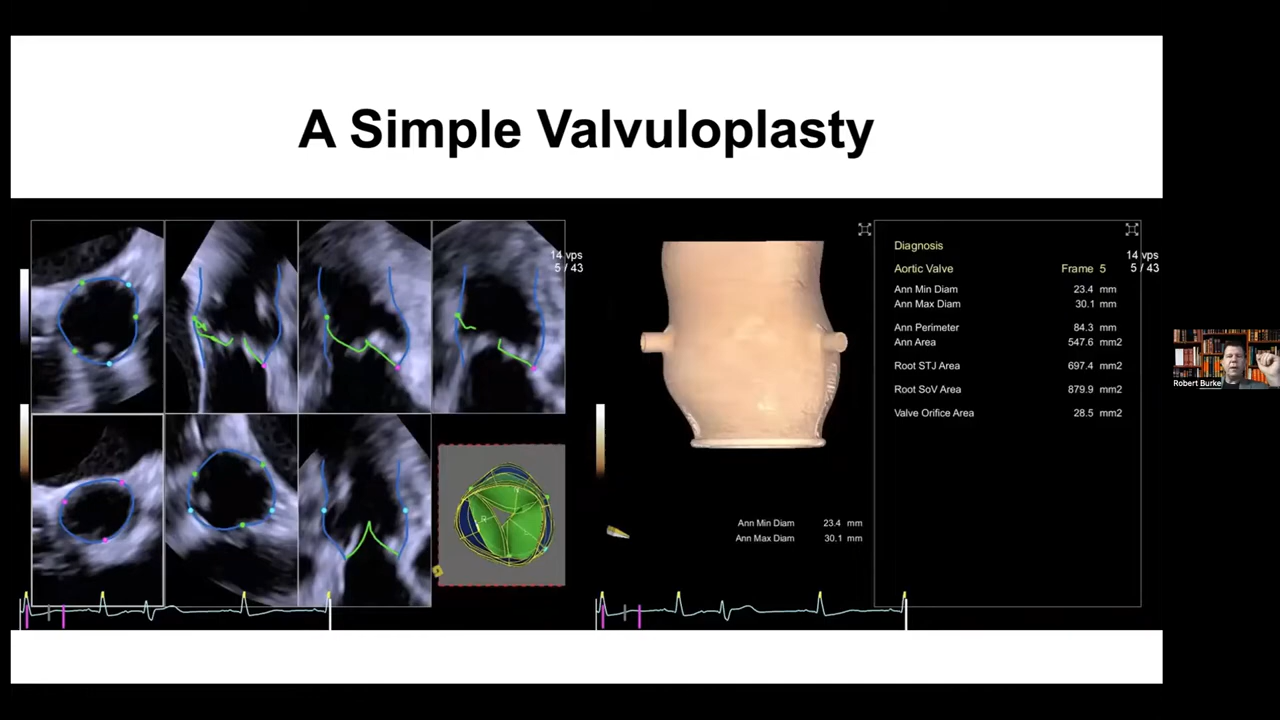 A Simple Valvuloplasty
14 vps
5 / 43
Ann Min Diam 23.4 mm
Ann Max Diam 30.1 mm
Diagnosis
14 vps
5 / 43
Aortic Valve Frame 5
Ann Min Diam 23.4 mm
Ann Max Diam 30.1 mm
Ann Perimeter 84.3 mm
Ann Area 547.6 mm2
Root STJ Area 697.4 mm2
Root SoV Area 879.9 mm2
Valve Orifice Area 28.5 mm2
Robert Burke